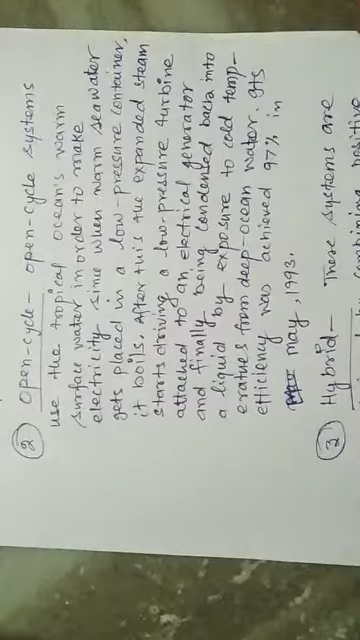 ② open-cycle - open-cycle systems
use the tropical ocean's warm
surface water inorder to make
electricity since when warm seawater
gets placed in a low-pressure container,
it boils. After this the expanded steam
starts driving a low-pressure turbine
attached to an electrical generator
and finally being condensed back into
a liquid by exposure to cold temp-
eratures from deep-ocean water. Its
efficiency was achieved 97% in
may, 1993.
③ Hybrid - These systems are
combining positive